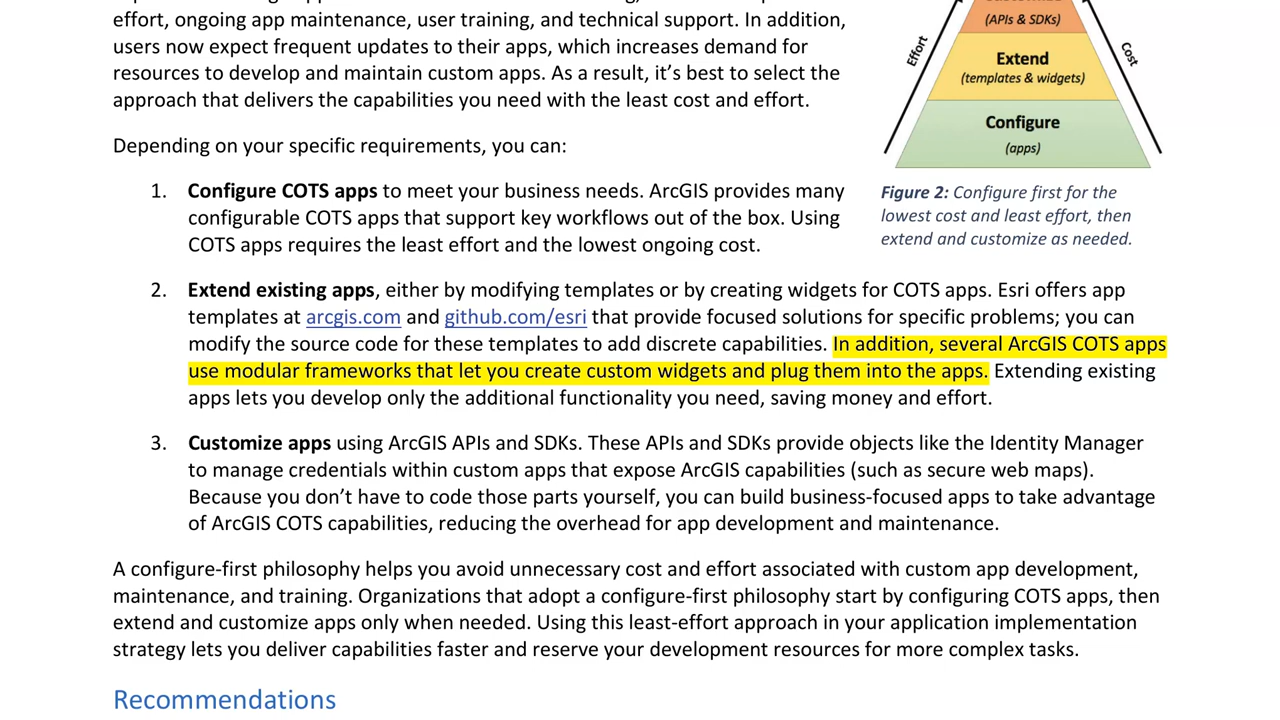 effort, ongoing app maintenance, user training, and technical support. In addition,
users now expect frequent updates to their apps, which increases demand for
resources to develop and maintain custom apps. As a result, it’s best to select the
approach that delivers the capabilities you need with the least cost and effort.
(APIs & SDKs)
Effort
Cost
Extend
(templates & widgets)
Configure
(apps)
Figure 2: Configure first for the
lowest cost and least effort, then
extend and customize as needed.
Depending on your specific requirements, you can:
1. Configure COTS apps to meet your business needs. ArcGIS provides many
configurable COTS apps that support key workflows out of the box. Using
COTS apps requires the least effort and the lowest ongoing cost.
2. Extend existing apps, either by modifying templates or by creating widgets for COTS apps. Esri offers app
templates at arcgis.com and github.com/esri that provide focused solutions for specific problems; you can
modify the source code for these templates to add discrete capabilities. In addition, several ArcGIS COTS apps
use modular frameworks that let you create custom widgets and plug them into the apps. Extending existing
apps lets you develop only the additional functionality you need, saving money and effort.
3. Customize apps using ArcGIS APIs and SDKs. These APIs and SDKs provide objects like the Identity Manager
to manage credentials within custom apps that expose ArcGIS capabilities (such as secure web maps).
Because you don’t have to code those parts yourself, you can build business-focused apps to take advantage
of ArcGIS COTS capabilities, reducing the overhead for app development and maintenance.
A configure-first philosophy helps you avoid unnecessary cost and effort associated with custom app development,
maintenance, and training. Organizations that adopt a configure-first philosophy start by configuring COTS apps, then
extend and customize apps only when needed. Using this least-effort approach in your application implementation
strategy lets you deliver capabilities faster and reserve your development resources for more complex tasks.
Recommendations